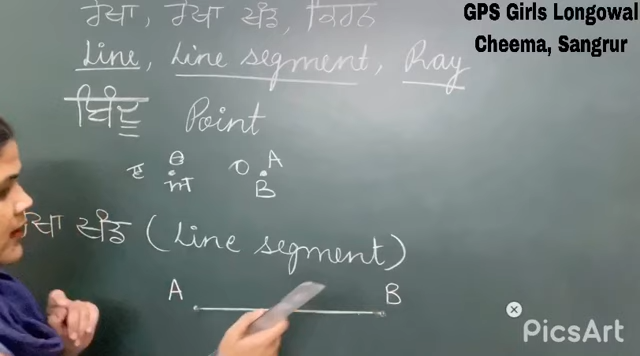 GPS Girls Longowal
Cheema, Sangrur
ਰੇਖਾ, ਰੇਖਾ ਖੰਡ, ਕਿਰਨ
Line, Line segment, Ray
ਬਿੰਦੂ Point
A
B
ਖਾ ਖੰਡ (Line segment)
A B
PicsArt